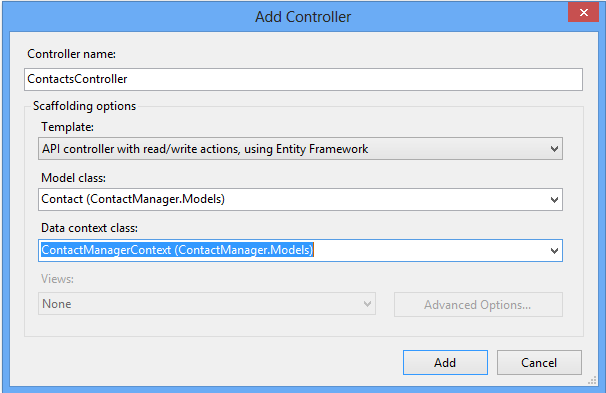 Add Controller
Controller name:
ContactsController
Scaffolding options
Template:
API controller with read/write actions, using Entity Framework
Model class:
Contact (ContactManager.Models)
Data context class:
ContactManagerContext (ContactManager.Models)
Views:
None
Advanced Options...
Add
Cancel